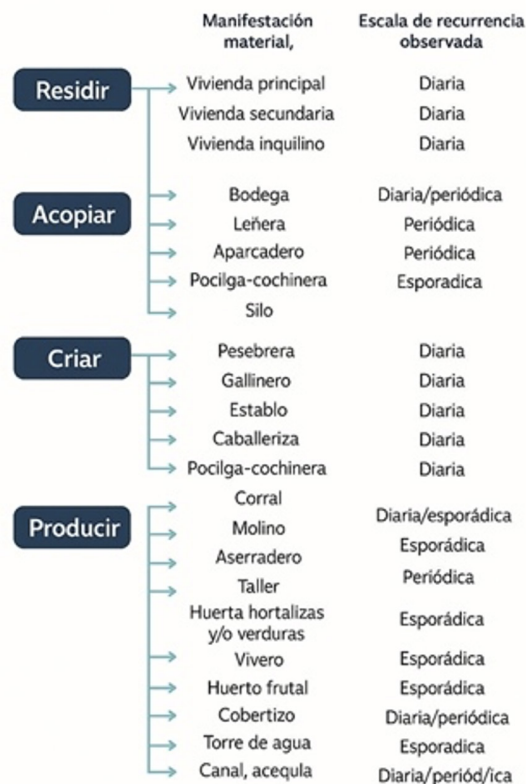 Manifestación Escala de recurrencia
material, observada
Residir Vivienda principal Diaria
Vivienda secundaria Diaria
Vivienda inquilino Diaria
Acopiar Bodega Diaria/periódica
Leñera Periódica
Aparcadero Periódica
Pocilga-cochinera Esporadica
Silo
Criar Pesebrera Diaria
Gallinero Diaria
Establo Diaria
Caballeriza Diaria
Pocilga-cochinera Diaria
Producir Corral Diaria/esporádica
Molino Esporádica
Aserradero Periódica
Taller
Huerta hortalizas Esporádica
y/o verduras
Vivero Esporádica
Huerto frutal Esporádica
Cobertizo Diaria/periódica
Torre de agua Esporadica
Canal, acequla Diaria/periód/ica